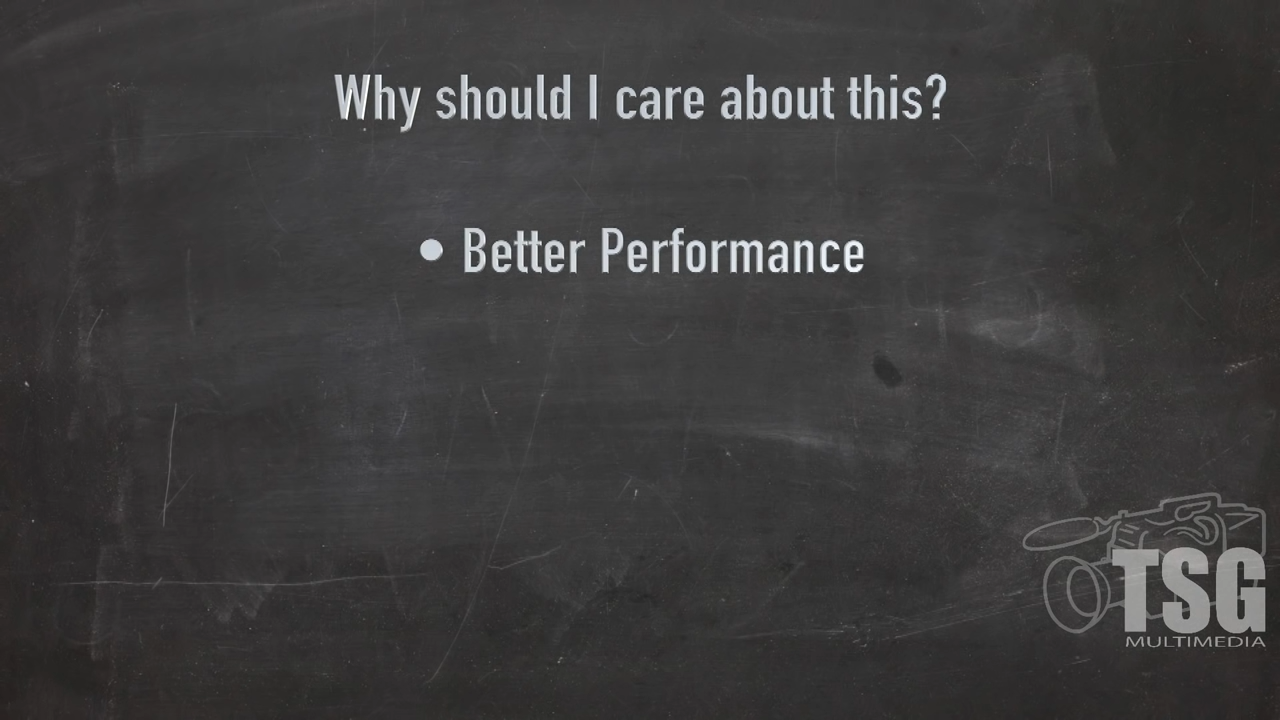 Why should I care about this?
• Better Performance
TSG
MULTIMEDIA